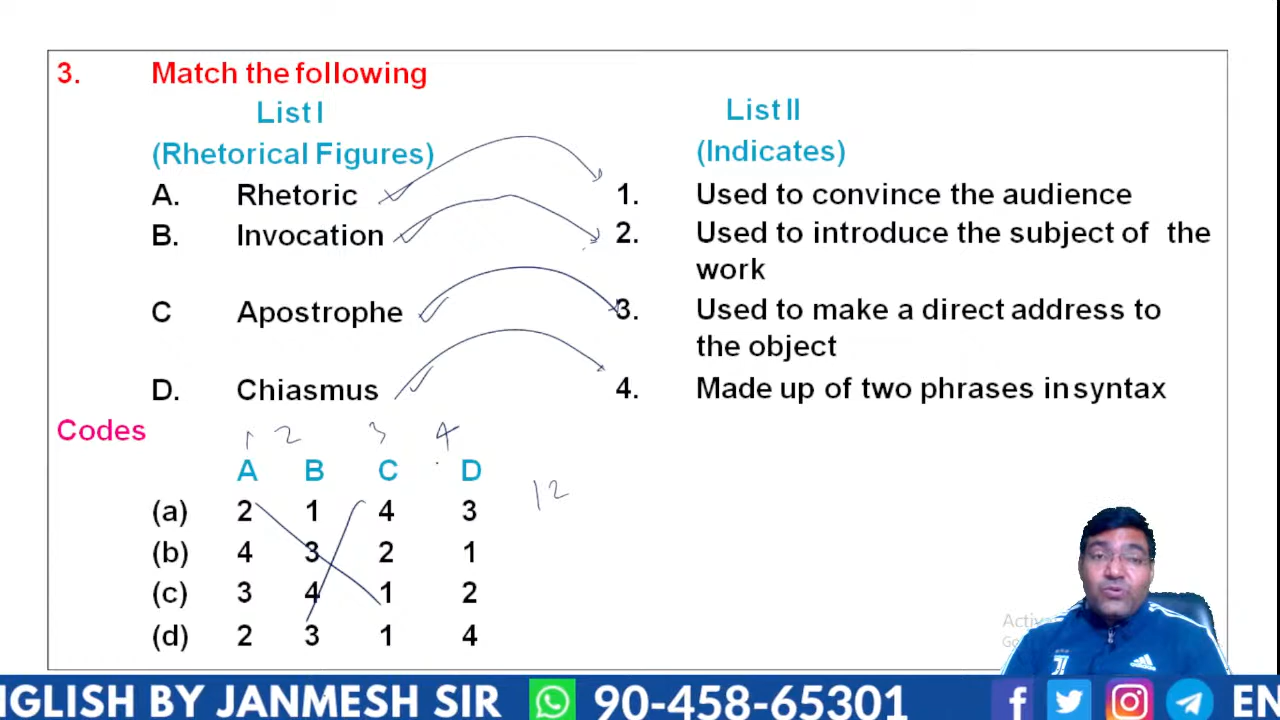 3. Match the following
List I List II
(Rhetorical Figures) (Indicates)
A. Rhetoric 1. Used to convince the audience
B. Invocation 2. Used to introduce the subject of the
work
C Apostrophe 3. Used to make a direct address to
the object
D. Chiasmus 4. Made up of two phrases in syntax
Codes
1 2 3 4
A B C D
12
(a) 2 1 4 3
(b) 4 3 2 1
(c) 3 4 1 2
(d) 2 3 1 4
NGLISH BY JANMESH SIR 90-458-65301 EN